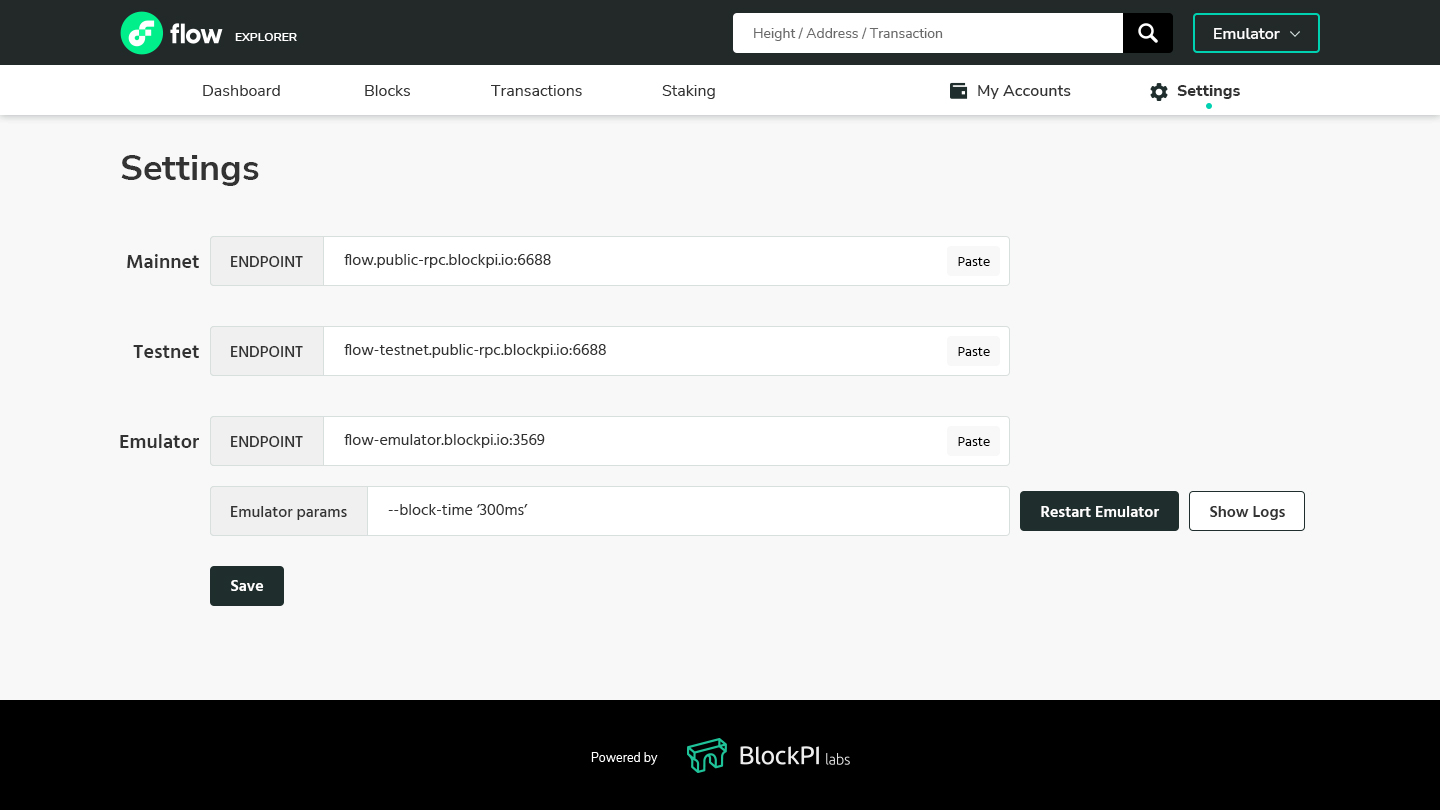 flow EXPLORER
Height / Address / Transaction
Emulator
Dashboard
Blocks
Transactions
Staking
My Accounts
Settings
Settings
Mainnet
ENDPOINT
flow.public-rpc.blockpi.io:6688
Paste
Testnet
ENDPOINT
flow-testnet.public-rpc.blockpi.io:6688
Paste
Emulator
ENDPOINT
flow-emulator.blockpi.io:3569
Paste
Emulator params
--block-time ‘300ms’
Restart Emulator
Show Logs
Save
Powered by
BlockPI labs